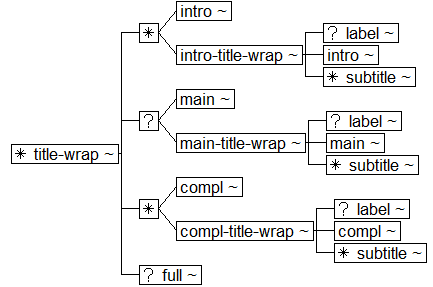 * intro ~
intro-title-wrap ~
? label ~
intro ~
* subtitle ~
? main ~
main-title-wrap ~
? label ~
main ~
* subtitle ~
* title-wrap ~
* compl ~
compl-title-wrap ~
? label ~
compl ~
* subtitle ~
? full ~